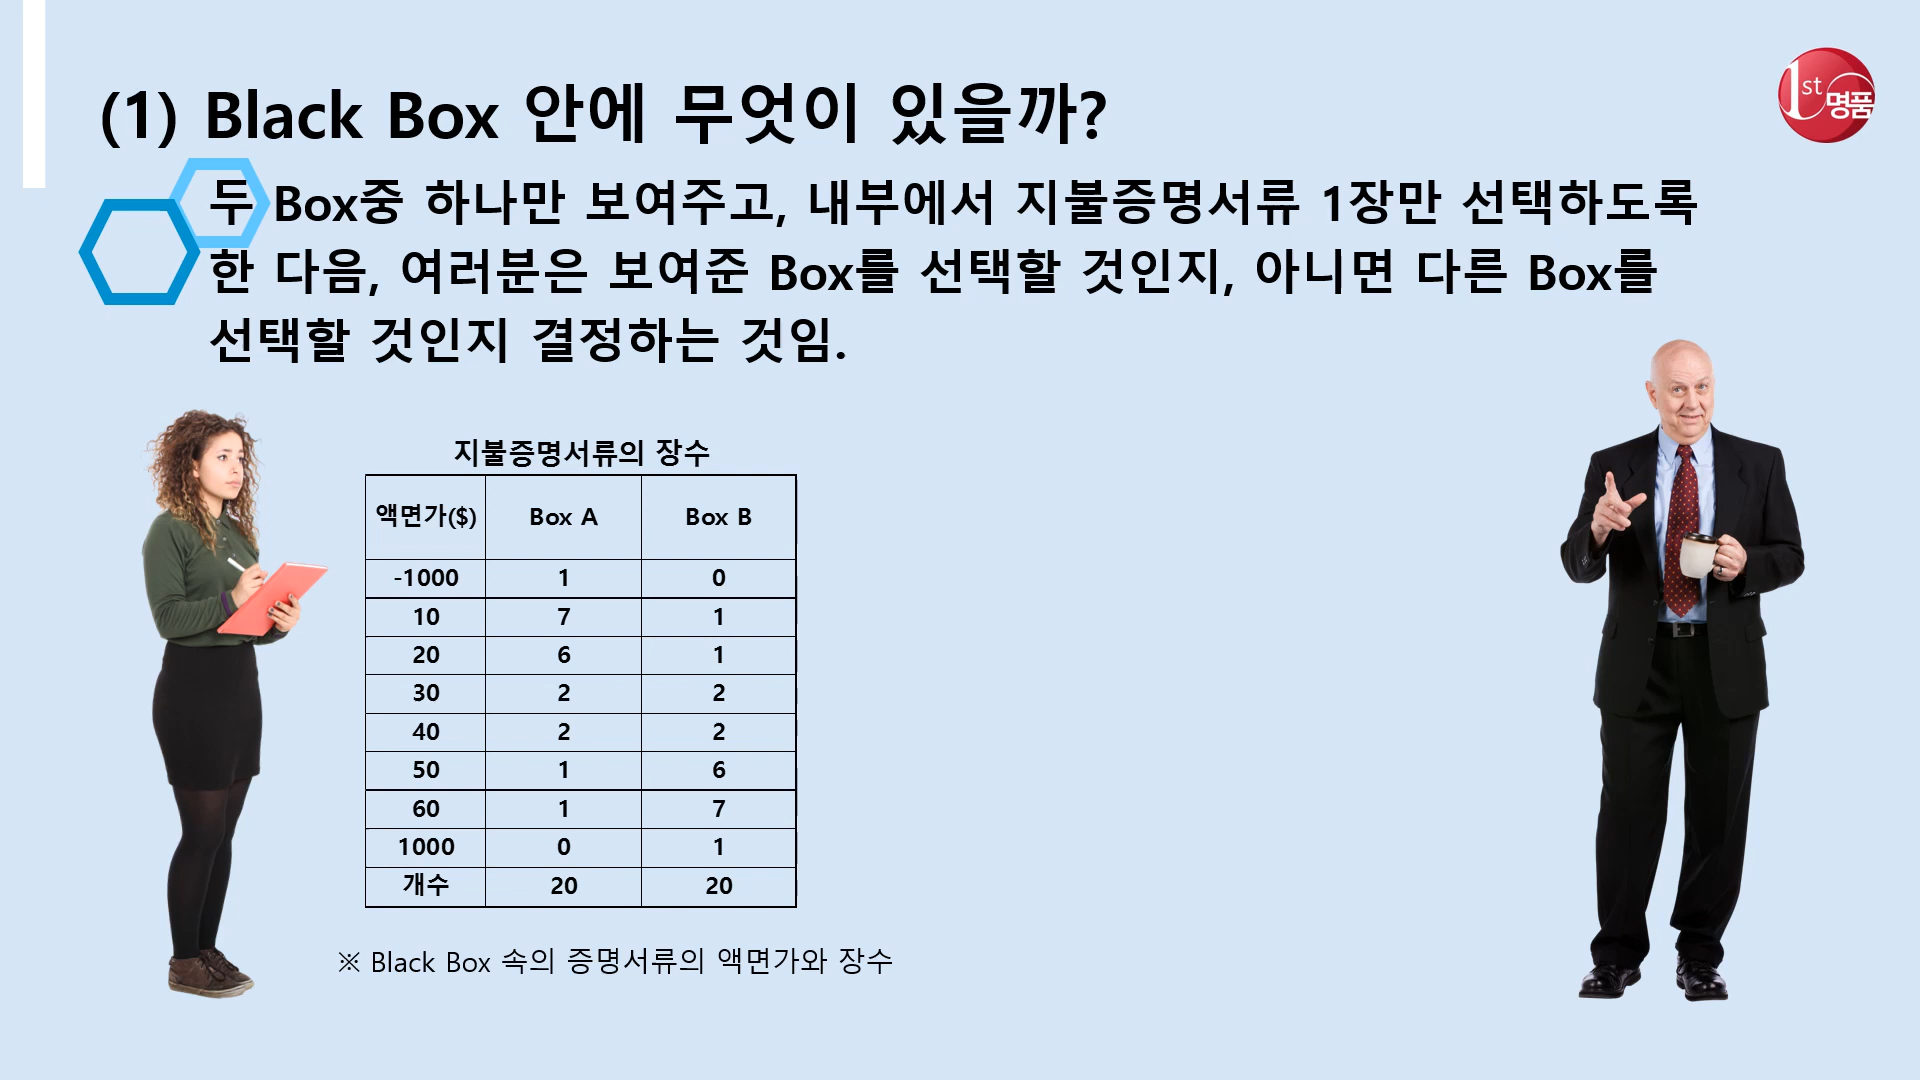 (1) Black Box 안에 무엇이 있을까?
1st 명품
두 Box중 하나만 보여주고, 내부에서 지불증명서류 1장만 선택하도록
한 다음, 여러분은 보여준 Box를 선택할 것인지, 아니면 다른 Box를
선택할 것인지 결정하는 것임.
지불증명서류의 장수
액면가($) Box A Box B
-1000 1 0
10 7 1
20 6 1
30 2 2
40 2 2
50 1 6
60 1 7
1000 0 1
개수 20 20
※ Black Box 속의 증명서류의 액면가와 장수